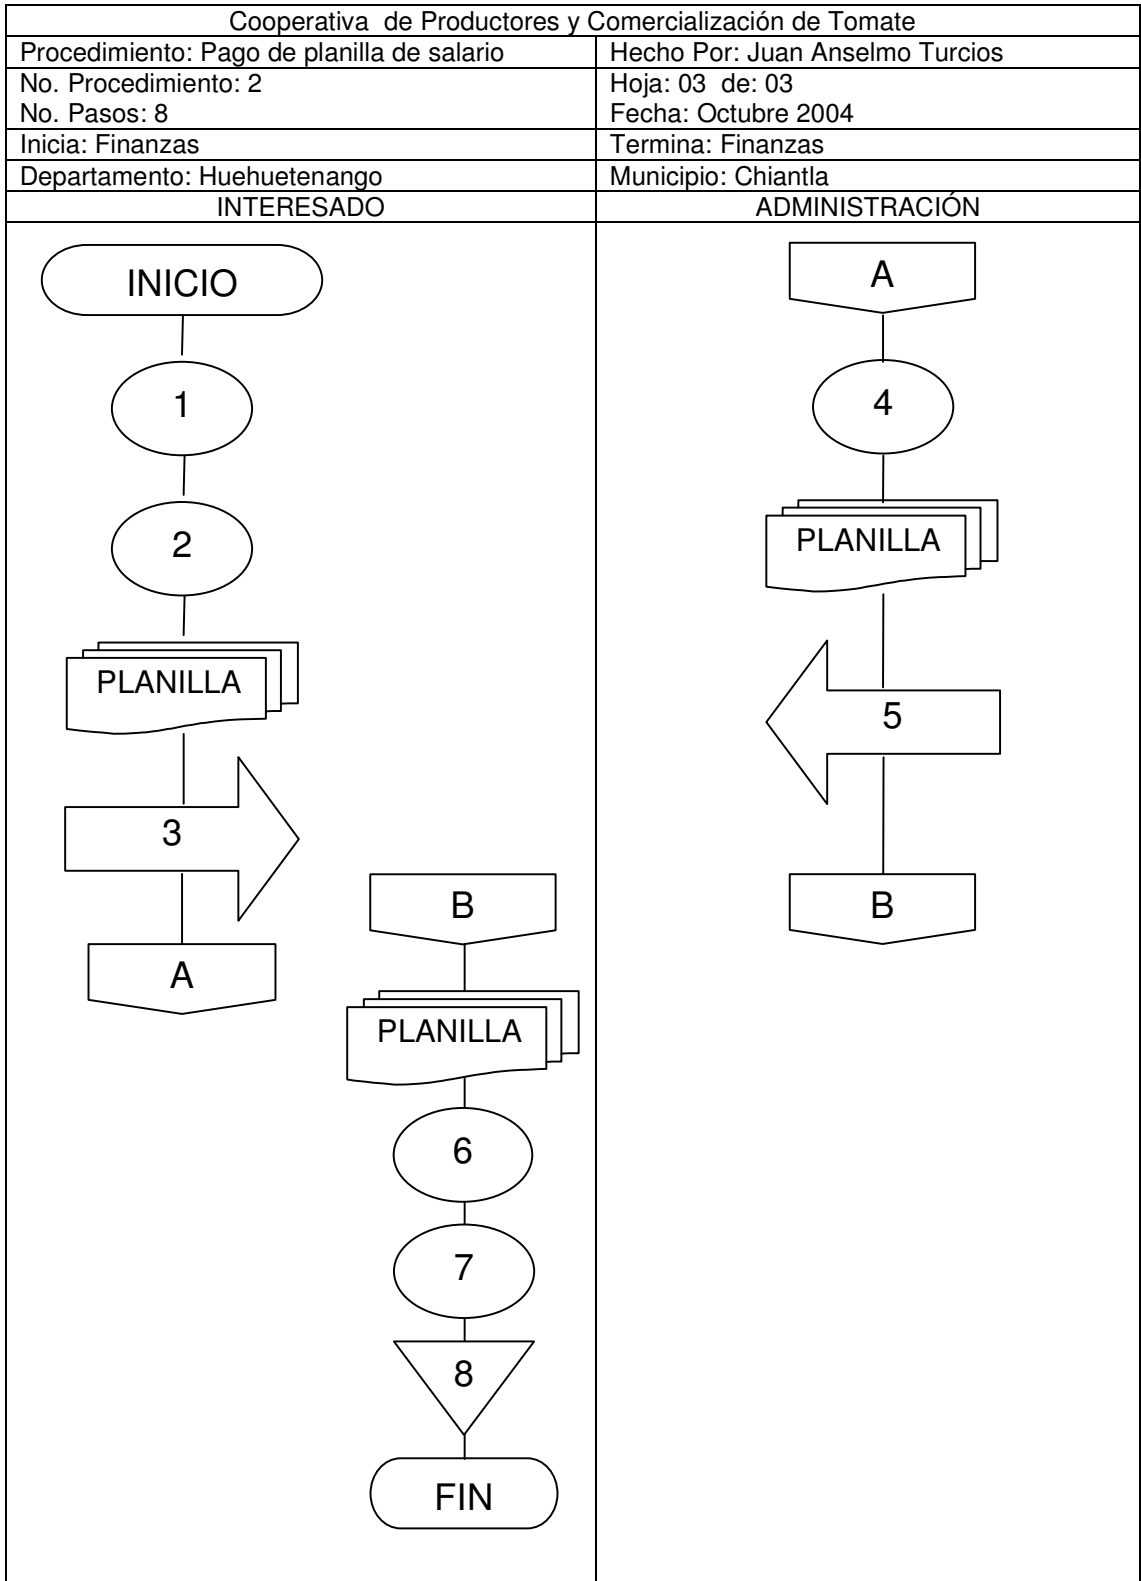 Cooperativa  de Productores y Comercialización de Tomate
Procedimiento: Pago de planilla de salario
Hecho Por: Juan Anselmo Turcios
No. Procedimiento: 2
No. Pasos: 8
Hoja: 03  de: 03
Fecha: Octubre 2004
Inicia: Finanzas
Termina: Finanzas
Departamento: Huehuetenango
Municipio: Chiantla
INTERESADO
ADMINISTRACIÓN
INICIO
1
2
PLANILLA
3
A
B
PLANILLA
6
7
8
FIN
A
4
PLANILLA
5
B